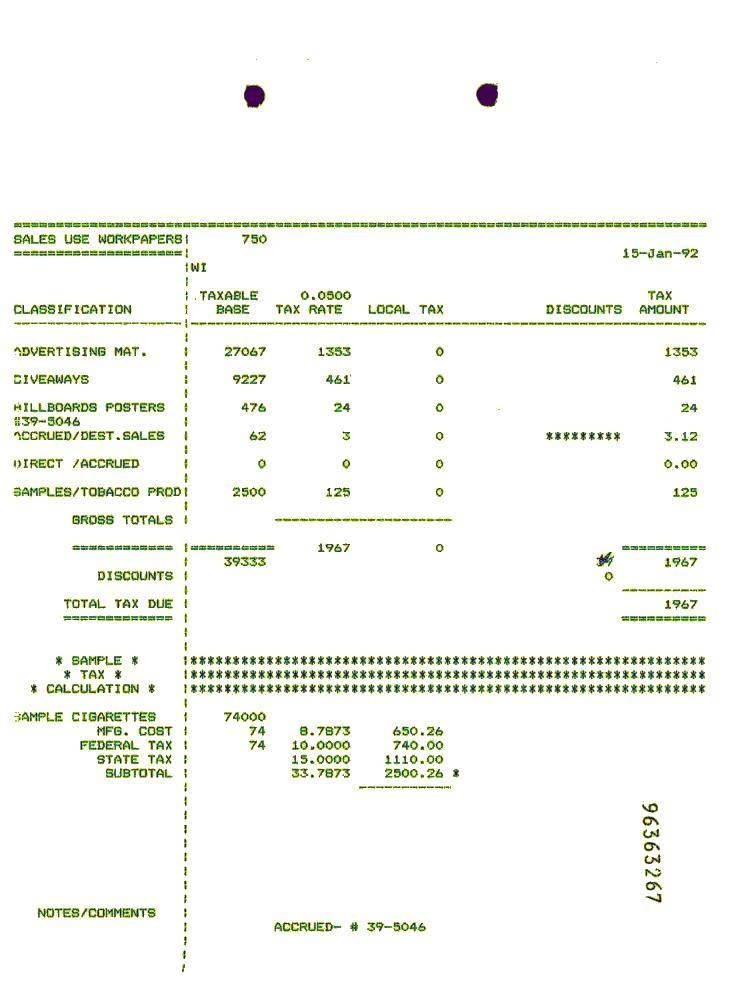 SALES USE WORKPAPERS 750
15-Jan-92
WI
TAXABLE 0.0500 TAX
CLASSIFICATION BASE TAX RATE LOCAL TAX DISCOUNTS AMOUNT
ADVERTISING MAT. 27067 1353 0 1353
GIVEAWAYS 9227 461 0 461
BILLBOARDS POSTERS 476 24 0 24
#39-5046
ACCRUED/DEST.SALES 62 3 0 ********* 3.12
DIRECT /ACCRUED 0 0 0 0.00
SAMPLES/TOBACCO PROD 2500 125 0 125
GROSS TOTALS
1967 0
39333 1967
DISCOUNTS 0
TOTAL TAX DUE 1967
* SAMPLE *
* TAX *
* CALCULATION *
SAMPLE CIGARETTES 74000
MFG. COST 74 8.7873 650.26
FEDERAL TAX 74 10.0000 740.00
STATE TAX 15.0000 1110.00
SUBTOTAL 33.7873 2500.26 *
96363267
NOTES/COMMENTS
ACCRUED- # 39-5046